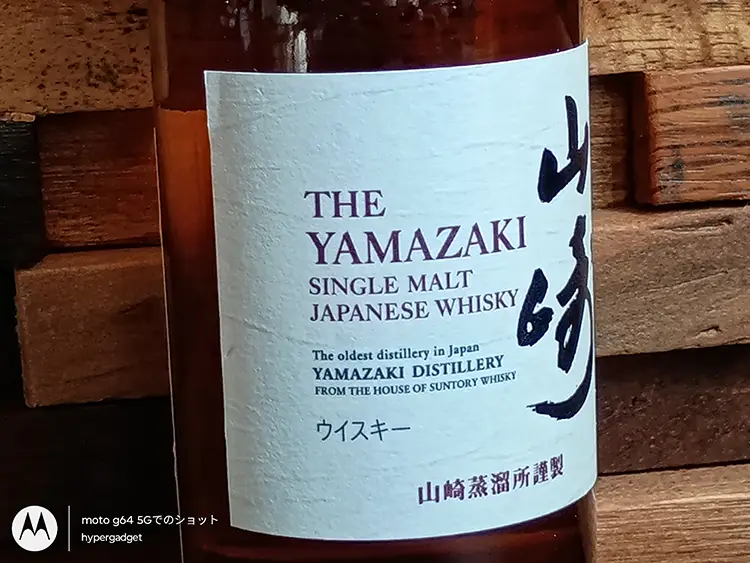 THE
YAMAZAKI
SINGLE MALT
JAPANESE WHISKY
The oldest distillery in Japan
YAMAZAKI DISTILLERY
FROM THE HOUSE OF SUNTORY WHISKY
ウイスキー
山崎蒸溜所謹製
山崎
moto g64 5Gでのショット
hypergadget